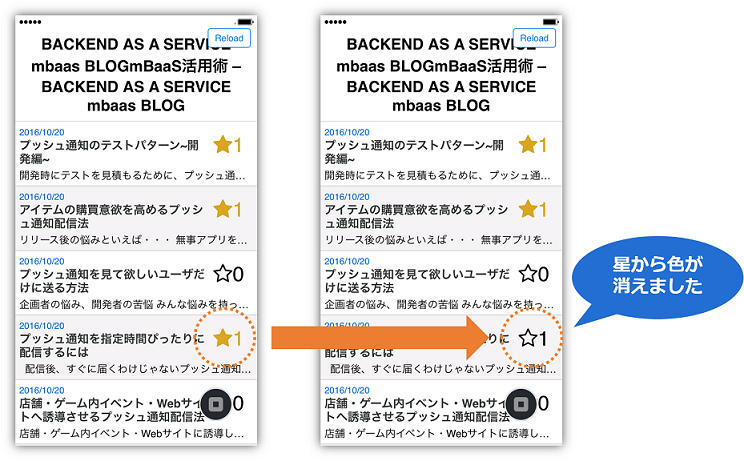 Reload
BACKEND AS A SERVICE
mbaas BLOGmBaaS活用術 –
BACKEND AS A SERVICE
mbaas BLOG
2016/10/20
プッシュ通知のテストパターン~開
発編~
★1
開発時にテストを見積もるために、プッシュ通...
2016/10/20
アイテムの購買意欲を高めるプッシ
ュ通知配信法
★1
リリース後の悩みといえば・・・ 無事アプリを...
2016/10/20
プッシュ通知を見て欲しいユーザだ
けに送る方法
☆0
企画者の悩み、開発者の苦悩 みんな悩みを持っ...
2016/10/20
プッシュ通知を指定時間ぴったりに
配信するには
★1
配信後、すぐに届くわけじゃないプッシュ通知...
2016/10/20
店舗・ゲーム内イベント・Webサイ
トへ誘導させるプッシュ通知配信法
0
店舗・ゲーム内イベント・Webサイトに誘導し...
Reload
BACKEND AS A SERVICE
mbaas BLOGmBaaS活用術 –
BACKEND AS A SERVICE
mbaas BLOG
2016/10/20
プッシュ通知のテストパターン~開
発編~
★1
開発時にテストを見積もるために、プッシュ通...
2016/10/20
アイテムの購買意欲を高めるプッシ
ュ通知配信法
★1
リリース後の悩みといえば・・・ 無事アプリを...
2016/10/20
プッシュ通知を見て欲しいユーザだ
けに送る方法
☆0
企画者の悩み、開発者の苦悩 みんな悩みを持っ...
2016/10/20
りに
配信するには
☆1
配信後、すぐに届くわけじゃないプッシュ通知...
2016/10/20
店舗・ゲーム内イベント・Webサイ
トへ誘導させるプッシュ通知配信法
0
店舗・ゲーム内イベント・Webサイトに誘導し...
星から色が
消えました